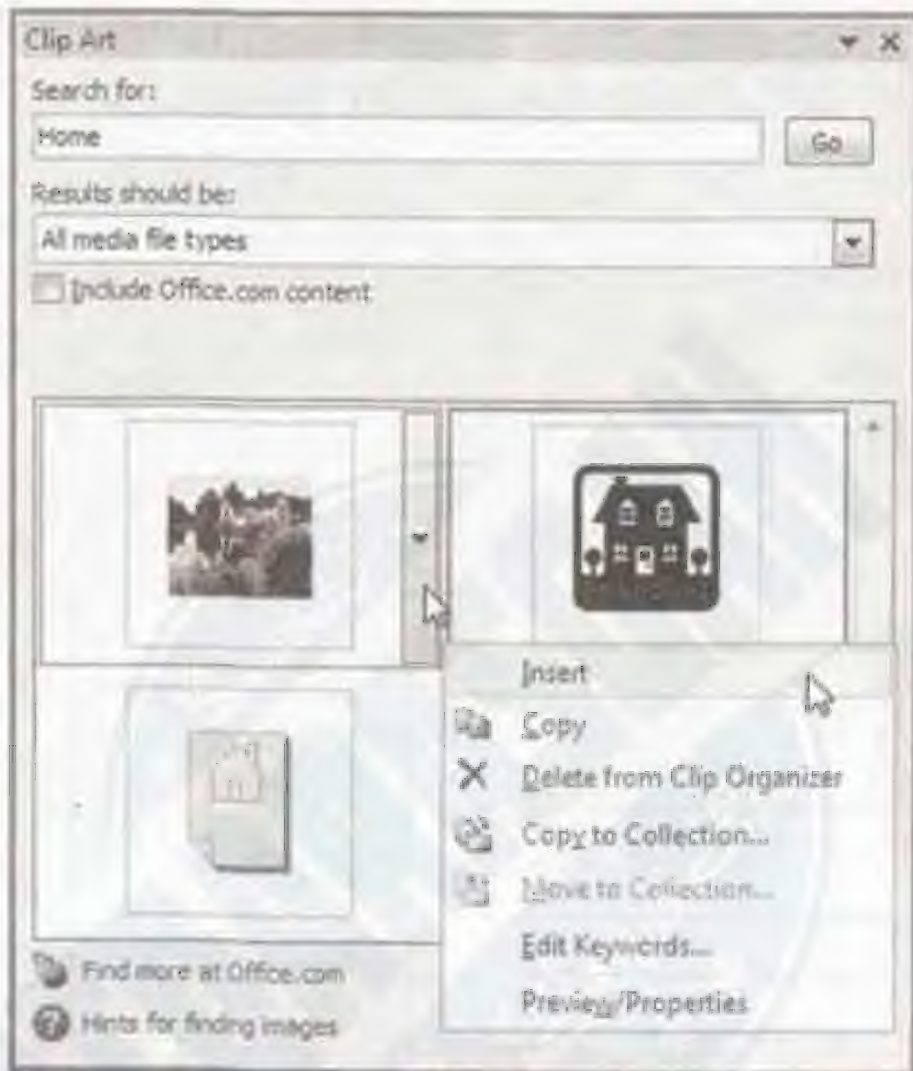 Clip Art
Search for:
Home
Go
Results should be:
All media file types
Include Office.com content
Insert
Copy
Delete from Clip Organizer
Copy to Collection...
Move to Collection...
Edit Keywords...
Preview/Properties
Find more at Office.com
Hints for finding images